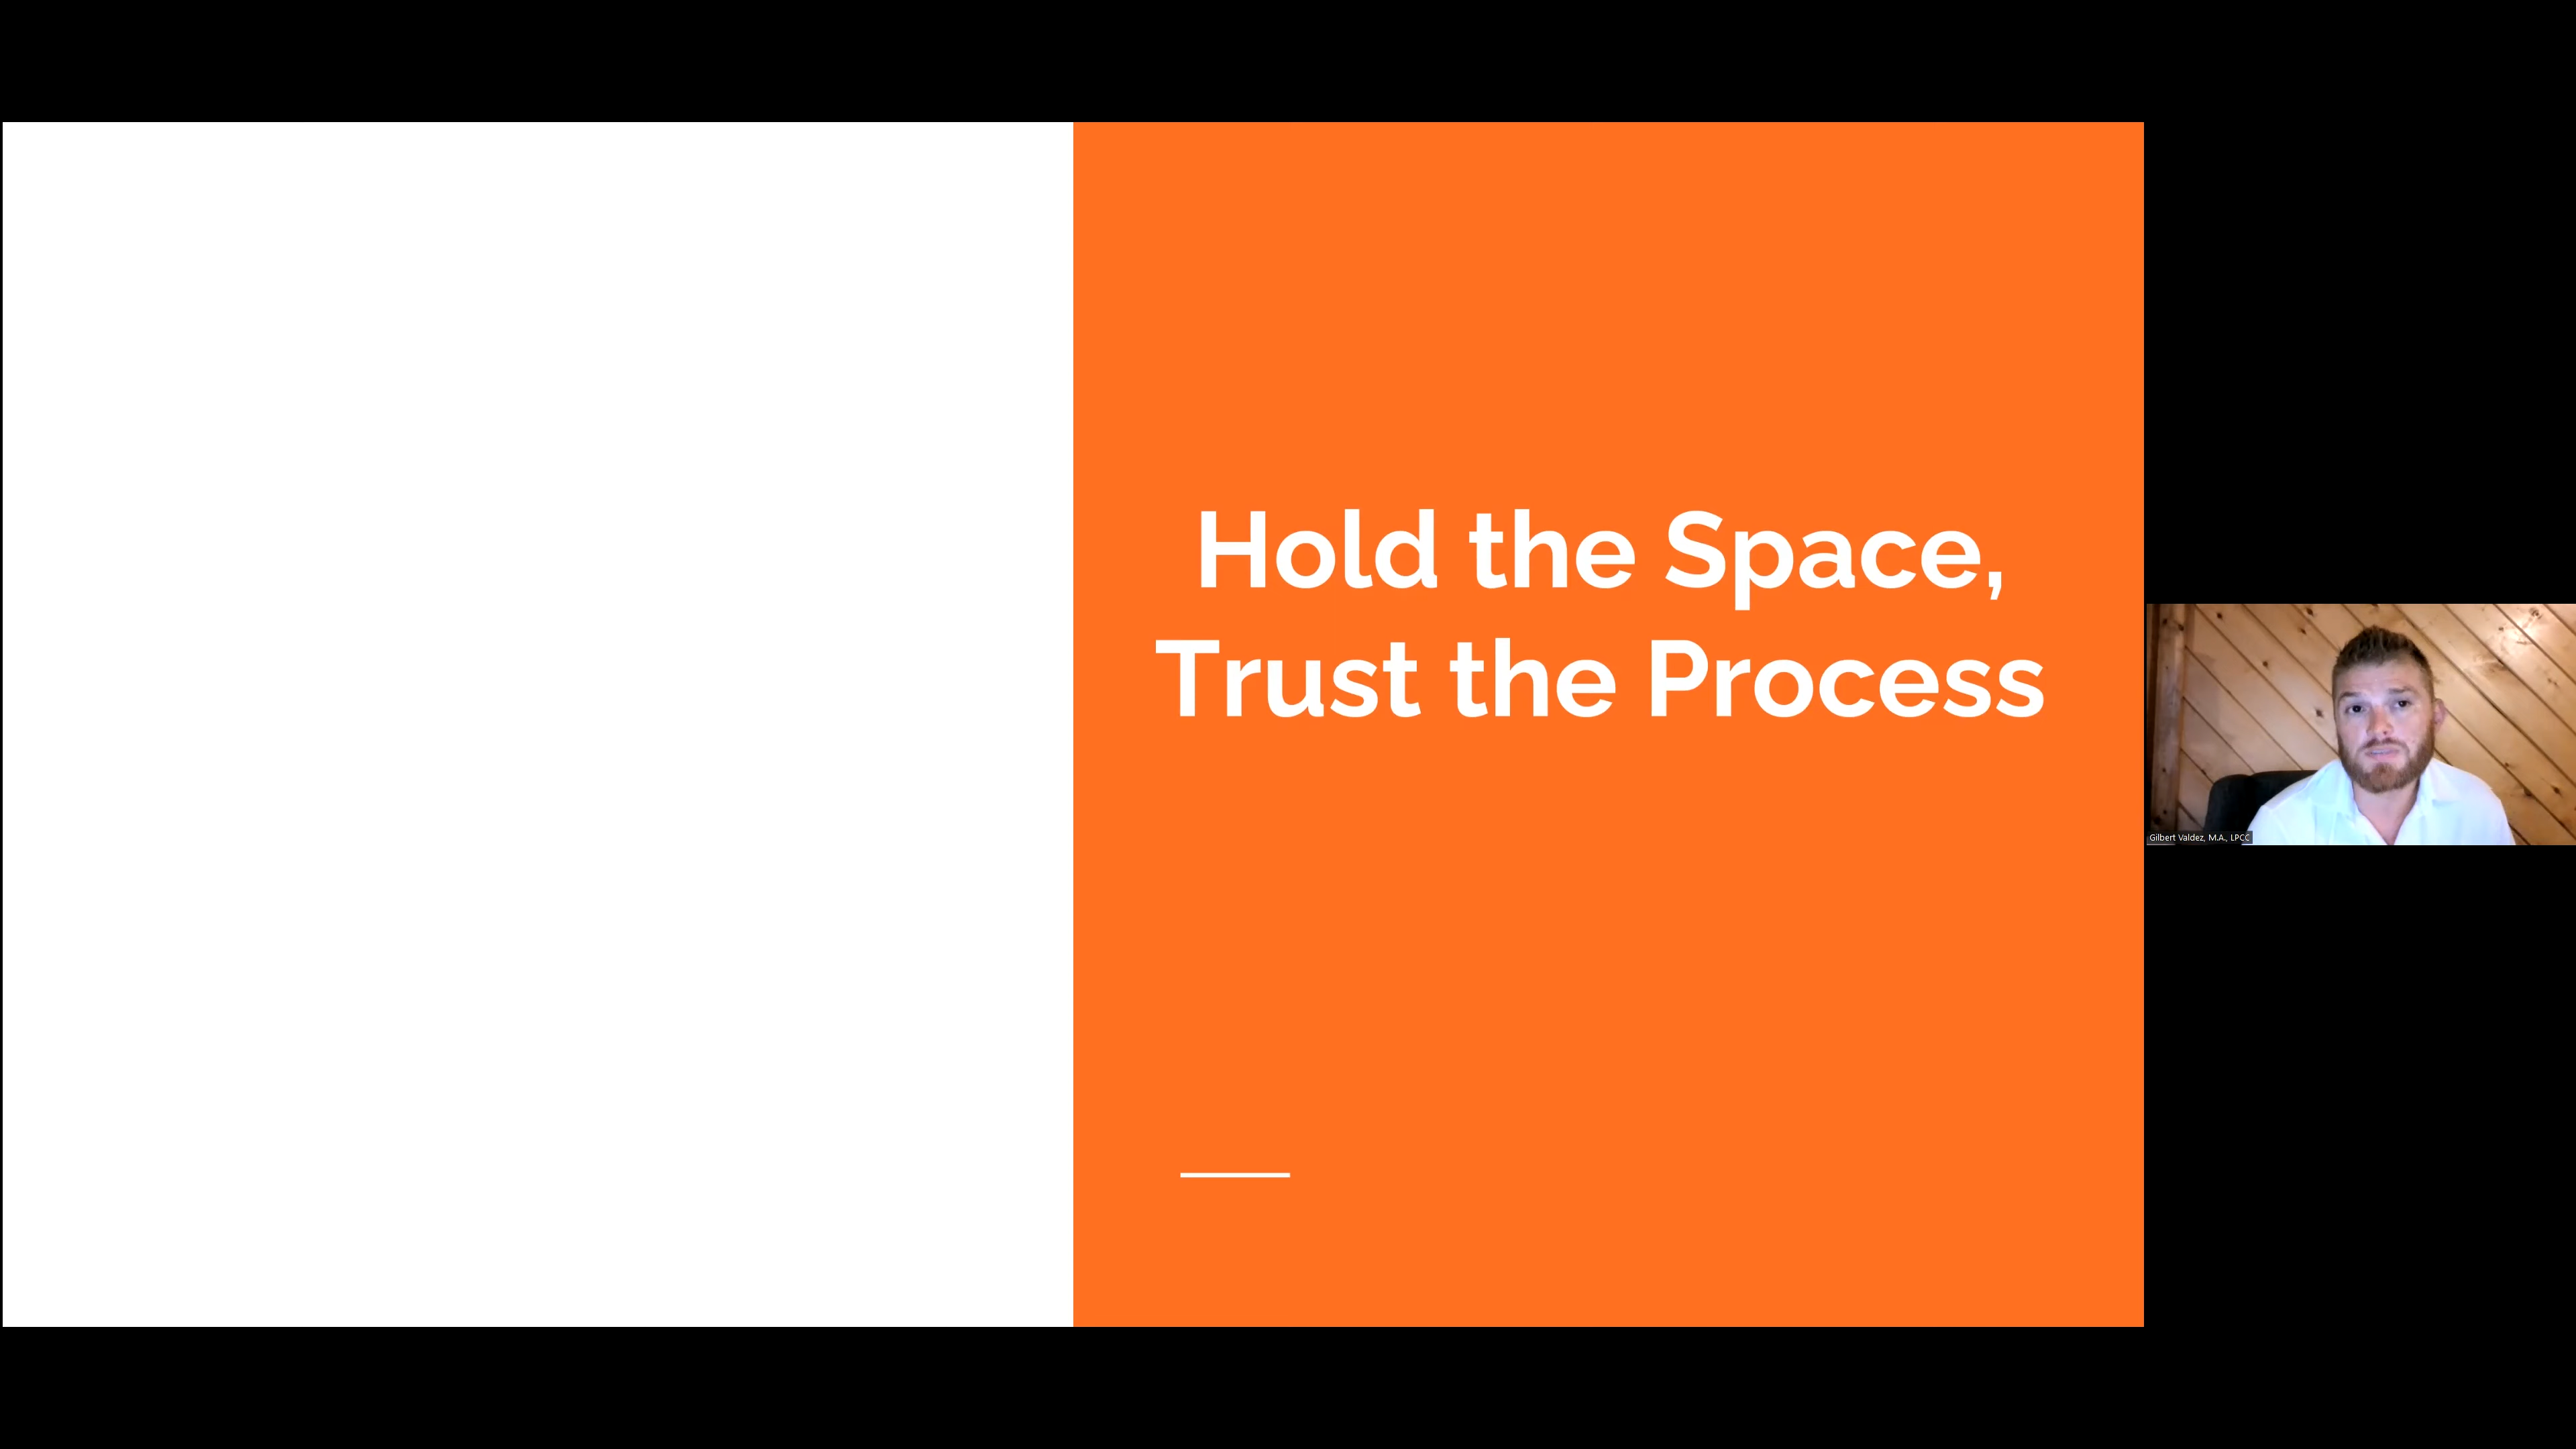 Hold the Space,
Trust the Process
Gilbert Valdez, M.A., LPCC